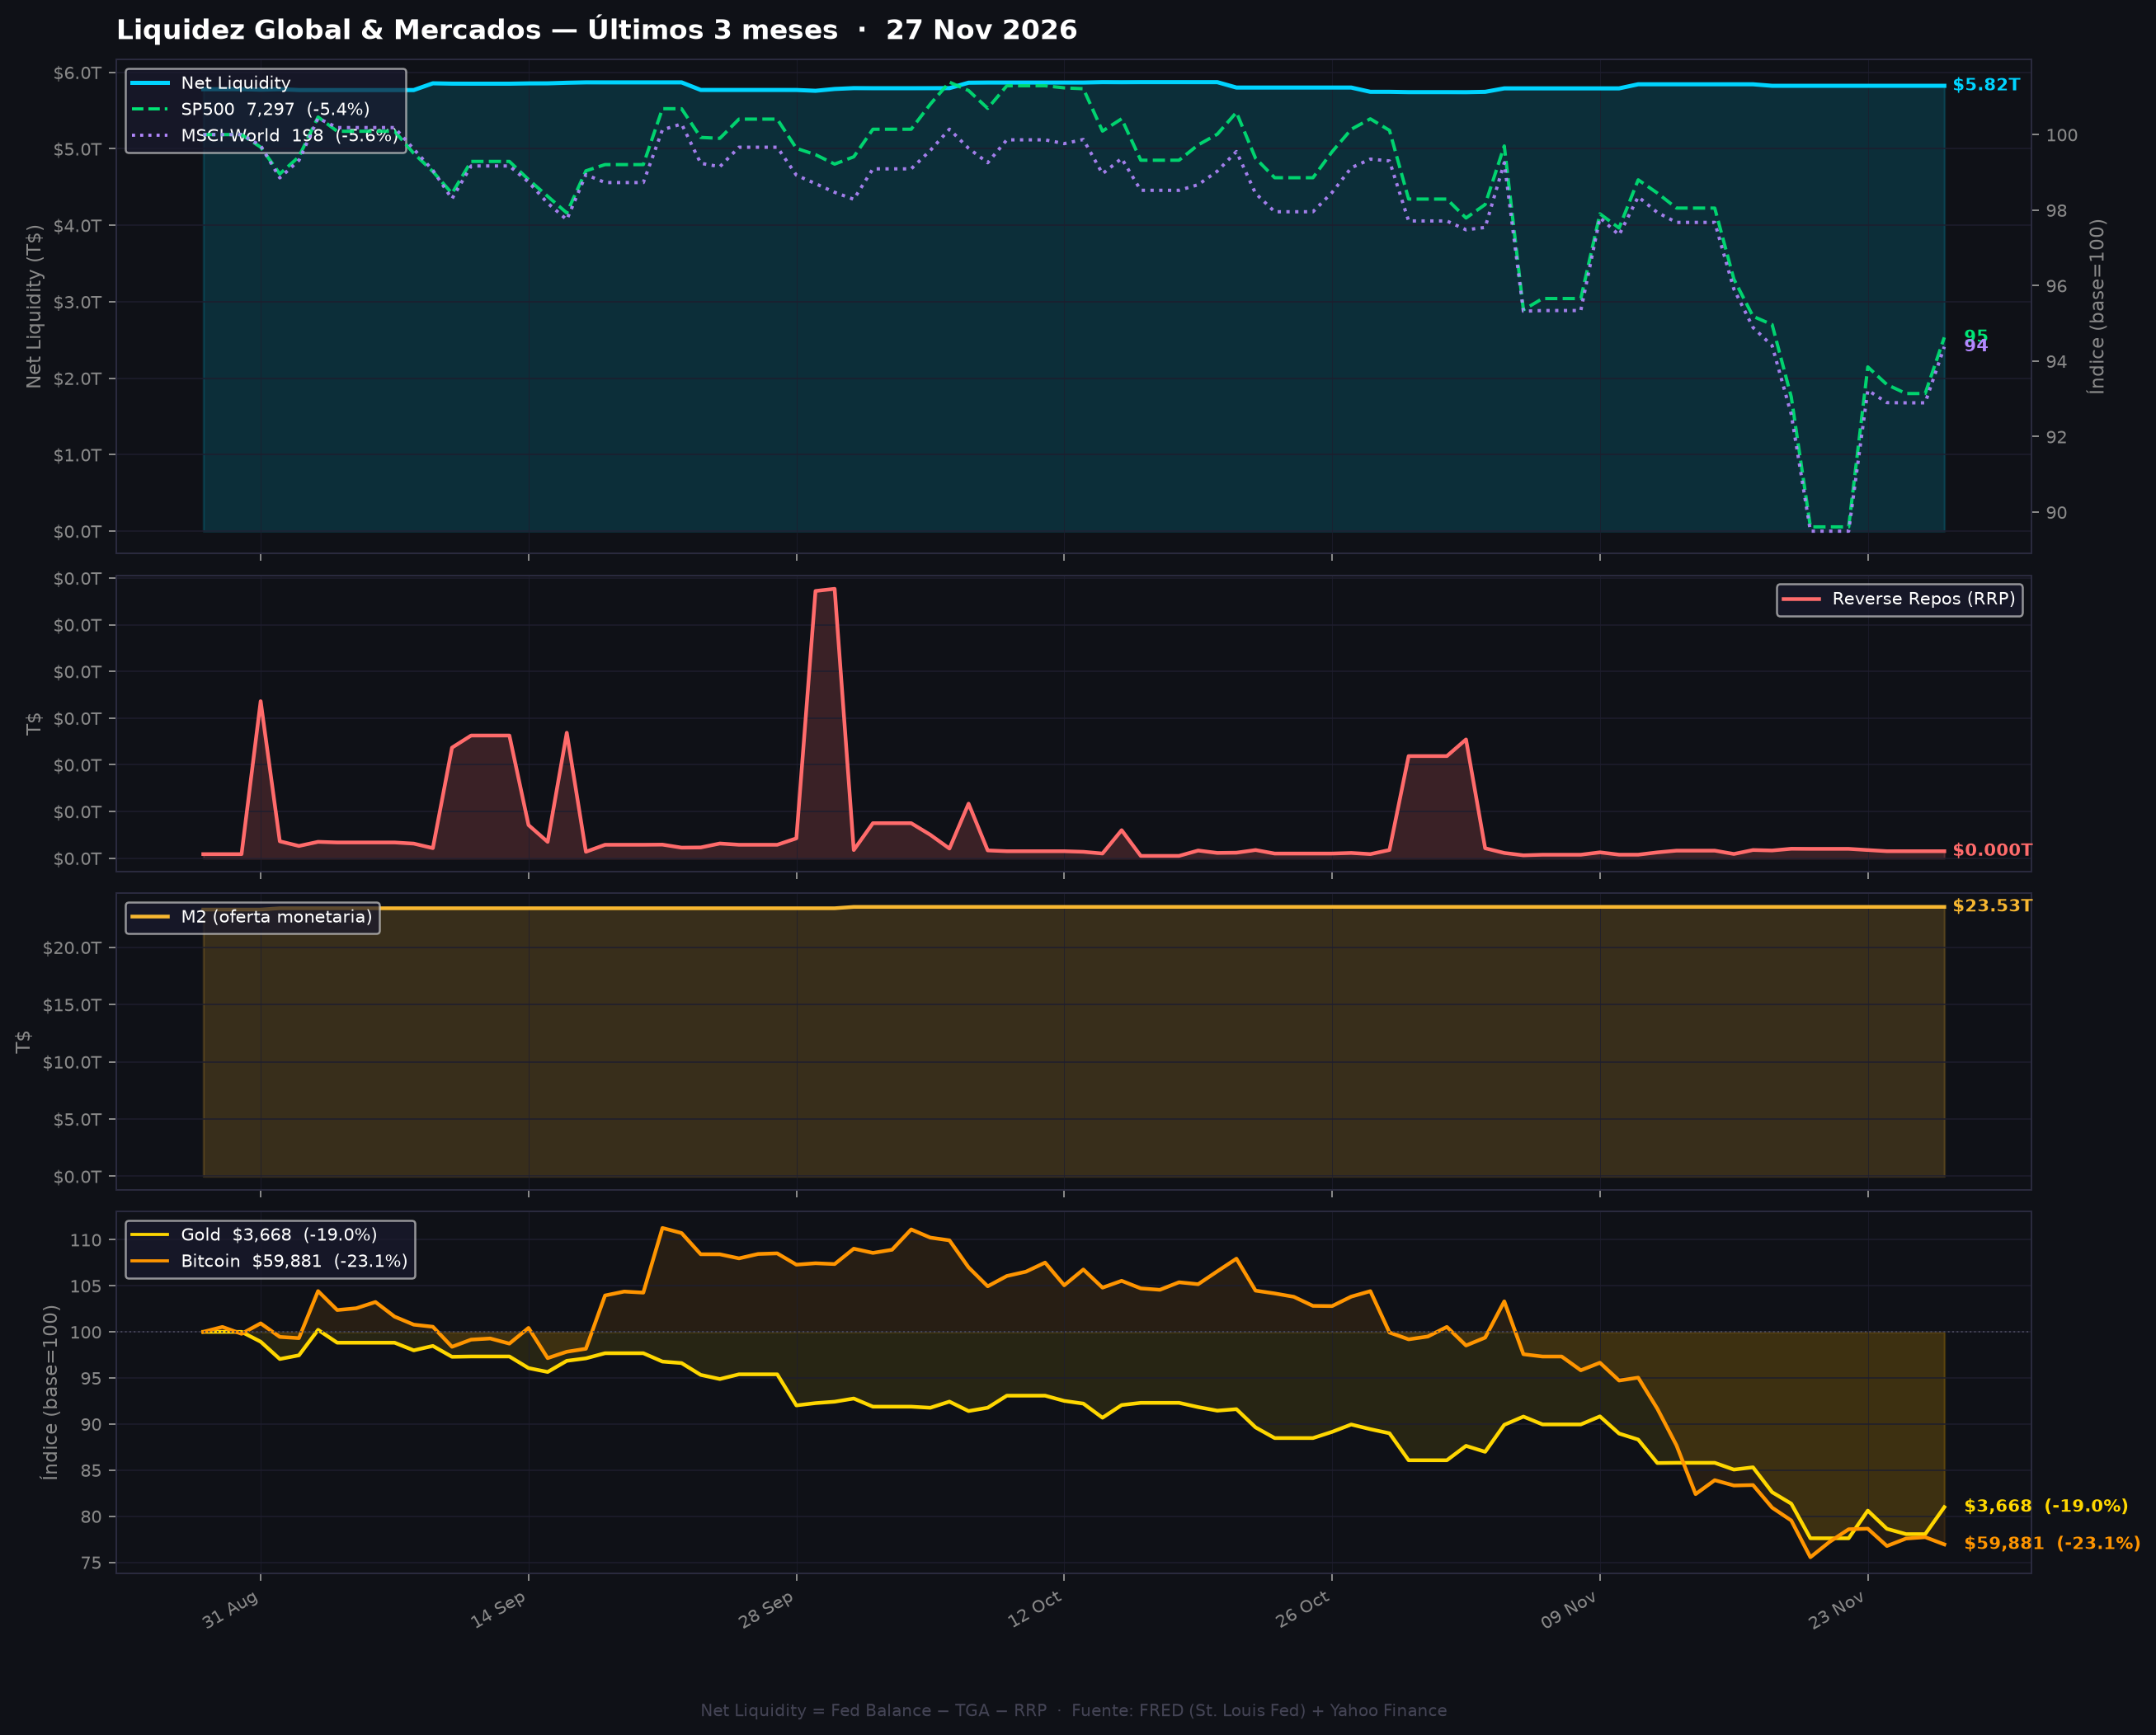 Liquidez Global & Mercados — Últimos 3 meses · 27 Nov 2026
Net Liquidity
SP500 7,297 (-5.4%)
MSCI World 198 (-5.6%)
$6.0T
$5.0T
$4.0T
$3.0T
$2.0T
$1.0T
$0.0T
Net Liquidity (T$)
100
98
96
94
92
90
Índice (base=100)
$5.82T
95
94
$0.0T
$0.0T
$0.0T
$0.0T
$0.0T
$0.0T
$0.0T
T$
Reverse Repos (RRP)
$0.000T
M2 (oferta monetaria)
$20.0T
$15.0T
$10.0T
$5.0T
$0.0T
T$
$23.53T
Gold $3,668 (-19.0%)
Bitcoin $59,881 (-23.1%)
110
105
100
95
90
85
80
75
Índice (base=100)
$3,668 (-19.0%)
$59,881 (-23.1%)
31 Aug
14 Sep
28 Sep
12 Oct
26 Oct
09 Nov
23 Nov
Net Liquidity = Fed Balance − TGA − RRP · Fuente: FRED (St. Louis Fed) + Yahoo Finance